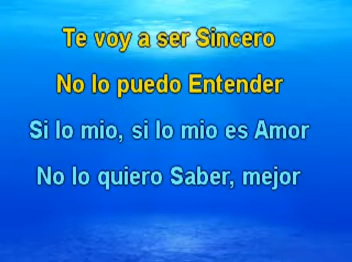 Te voy a ser Sincero
No lo puedo Entender
Si lo mio, si lo mio es Amor
No lo quiero Saber, mejor